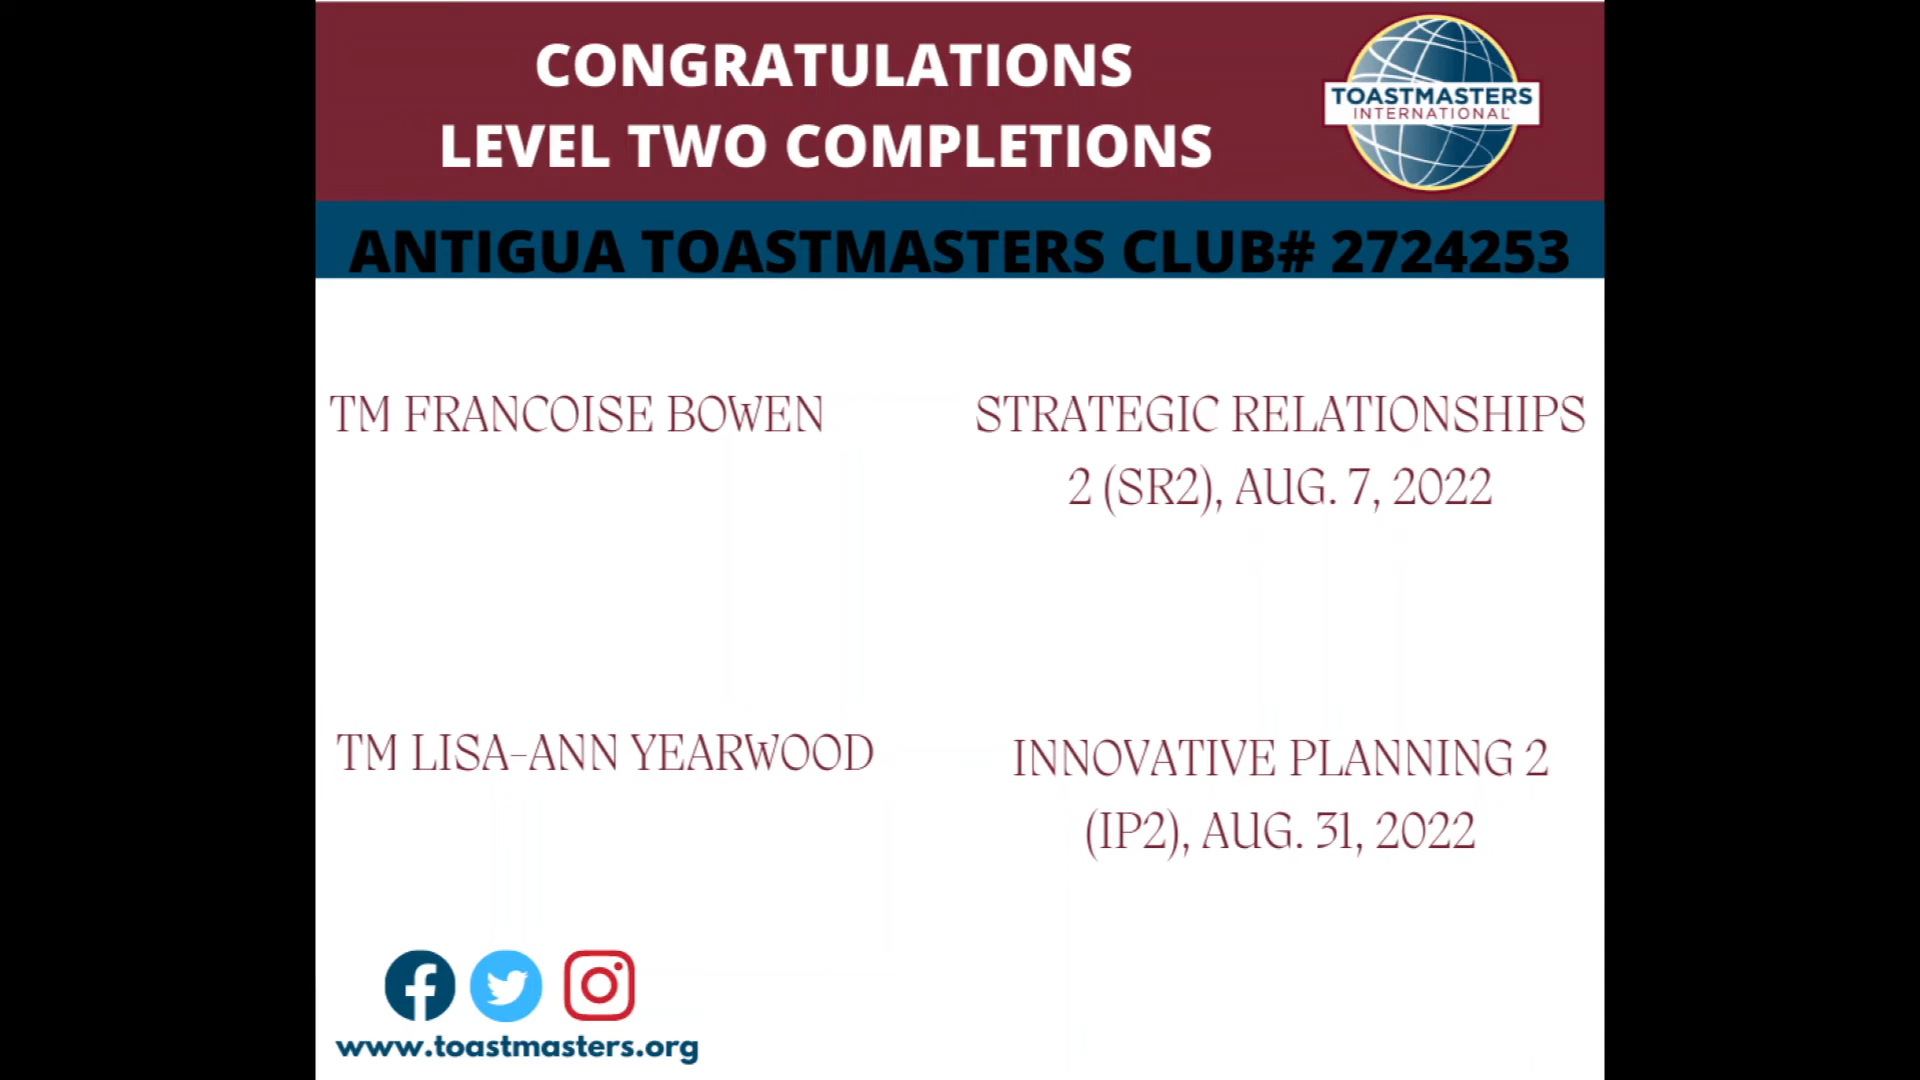 CONGRATULATIONS
LEVEL TWO COMPLETIONS
TOASTMASTERS
INTERNATIONAL
ANTIGUA TOASTMASTERS CLUB# 2724253
TM FRANCOISE BOWEN
STRATEGIC RELATIONSHIPS
2 (SR2), AUG. 7, 2022
TM LISA-ANN YEARWOOD
INNOVATIVE PLANNING 2
(IP2), AUG. 31, 2022
www.toastmasters.org